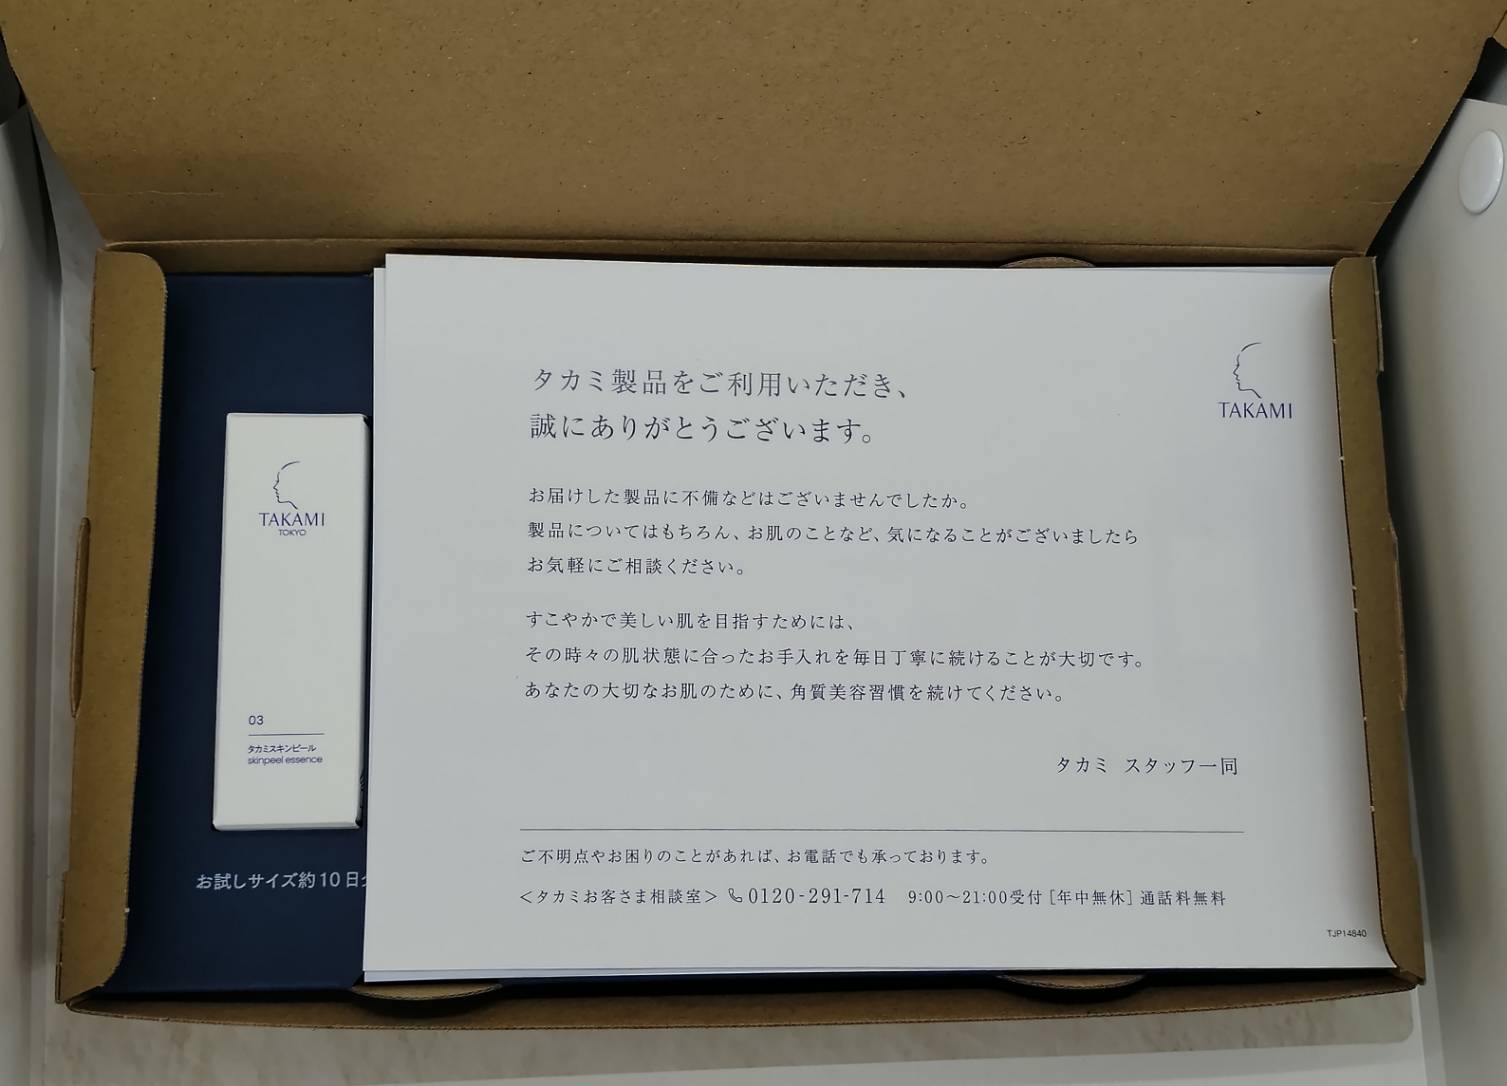 タカミ製品をご利用いただき、
誠にありがとうございます。
TAKAMI
お届けした製品に不備などはございませんでしたか。
製品についてはもちろん、お肌のことなど、気になることがございましたら
お気軽にご相談ください。
すこやかで美しい肌を目指すためには、
その時々の肌状態に合ったお手入れを毎日丁寧に続けることが大切です。
あなたの大切なお肌のために、角質美容習慣を続けてください。
タカミ スタッフ一同
ご不明点やお困りのことがあれば、お電話でも承っております。
＜タカミお客さま相談室＞ 0120-291-714 9:00～21:00受付［年中無休］通話料無料
TJP14840
TAKAMI
TOKYO
03
タカミスキンピール
skinpeel essence
お試しサイズ約10日